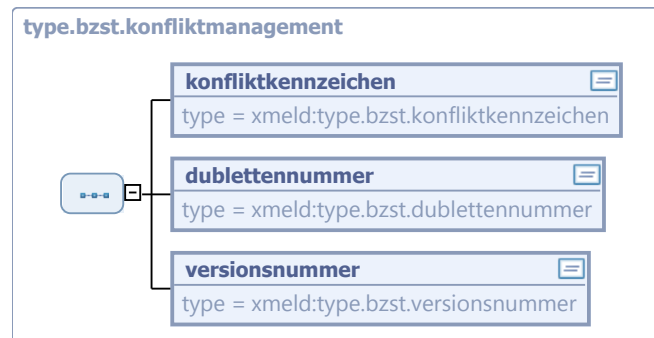 type.bzst.konfliktmanagement
konfliktkennzeichen
type = xmeld:type.bzst.konfliktkennzeichen
dublettennummer
type = xmeld:type.bzst.dublettennummer
versionsnummer
type = xmeld:type.bzst.versionsnummer